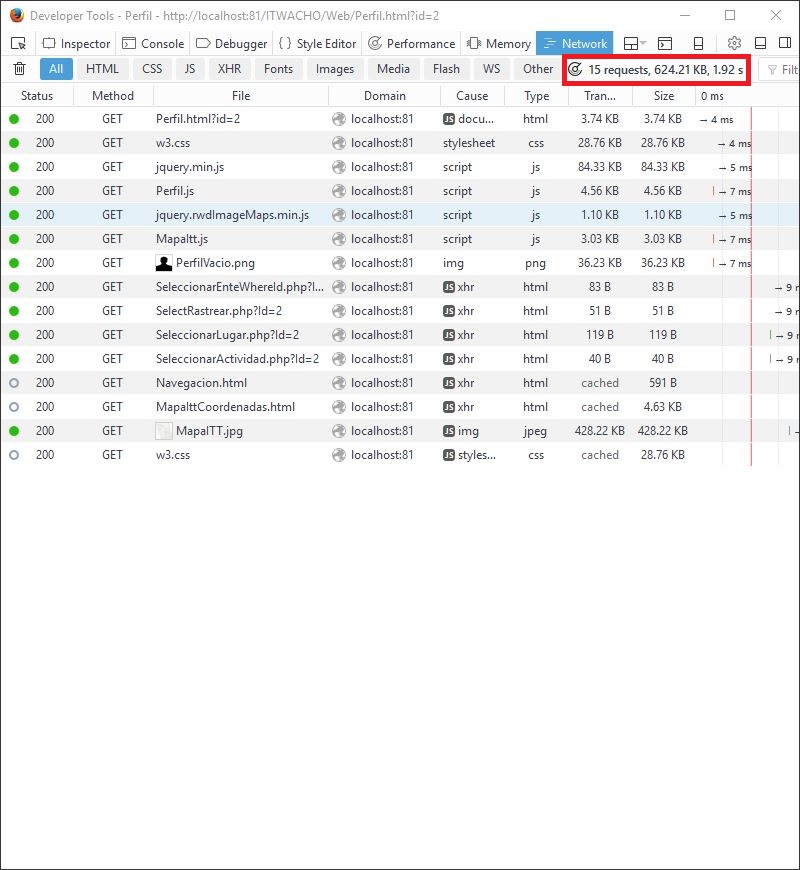 Developer Tools - Perfil - http://localhost:81/ITWACHO/Web/Perfil.html?id=2
Inspector Console Debugger {} Style Editor Performance Memory Network
All HTML CSS JS XHR Fonts Images Media Flash WS Other 15 requests, 624.21 KB, 1.92 s Filt
Status Method File Domain Cause Type Tran... Size 0 ms
200 GET Perfil.html?id=2 localhost:81 JS docu... html 3.74 KB 3.74 KB → 4 ms
200 GET w3.css localhost:81 stylesheet css 28.76 KB 28.76 KB → 4 ms
200 GET jquery.min.js localhost:81 script js 84.33 KB 84.33 KB → 5 ms
200 GET Perfil.js localhost:81 script js 4.56 KB 4.56 KB → 7 ms
200 GET jquery.rwdImageMaps.min.js localhost:81 script js 1.10 KB 1.10 KB → 5 ms
200 GET MapaItt.js localhost:81 script js 3.03 KB 3.03 KB → 7 ms
200 GET PerfilVacio.png localhost:81 img png 36.23 KB 36.23 KB → 7 ms
200 GET SeleccionarEnteWhereId.php?I... localhost:81 JS xhr html 83 B 83 B → 9 m
200 GET SelectRastrear.php?Id=2 localhost:81 JS xhr html 51 B 51 B → 9 m
200 GET SeleccionarLugar.php?Id=2 localhost:81 JS xhr html 119 B 119 B → 9 m
200 GET SeleccionarActividad.php?Id=2 localhost:81 JS xhr html 40 B 40 B → 9 m
200 GET Navegacion.html localhost:81 JS xhr html cached 591 B
200 GET MapaIttCoordenadas.html localhost:81 JS xhr html cached 4.63 KB
200 GET MapaITT.jpg localhost:81 JS img jpeg 428.22 KB 428.22 KB →
200 GET w3.css localhost:81 JS styles... css cached 28.76 KB